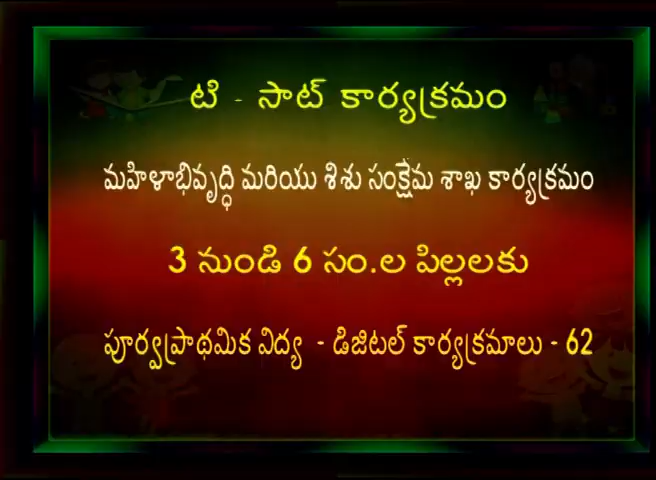 టి - సాట్ కార్యక్రమం
మహిళాభివృద్ధి మరియు శిశు సంక్షేమ శాఖ కార్యక్రమం
3 నుండి 6 సం.ల పిల్లలకు
పూర్వప్రాథమిక విద్య - డిజిటల్ కార్యక్రమాలు - 62